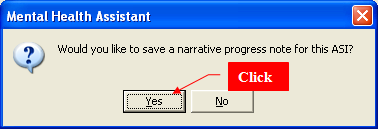 Mental Health Assistant
Would you like to save a narrative progress note for this ASI?
Click
Yes No